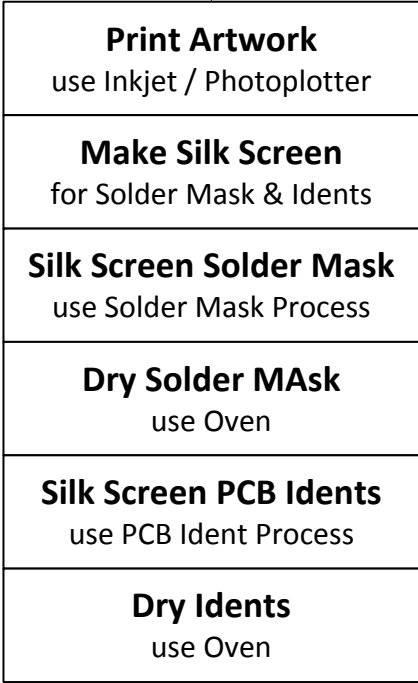 Print Artwork
use Inkjet / Photoplotter
Make Silk Screen
for Solder Mask & Idents
Silk Screen Solder Mask
use Solder Mask Process
Dry Solder MAsk
use Oven
Silk Screen PCB Idents
use PCB Ident Process
Dry Idents
use Oven